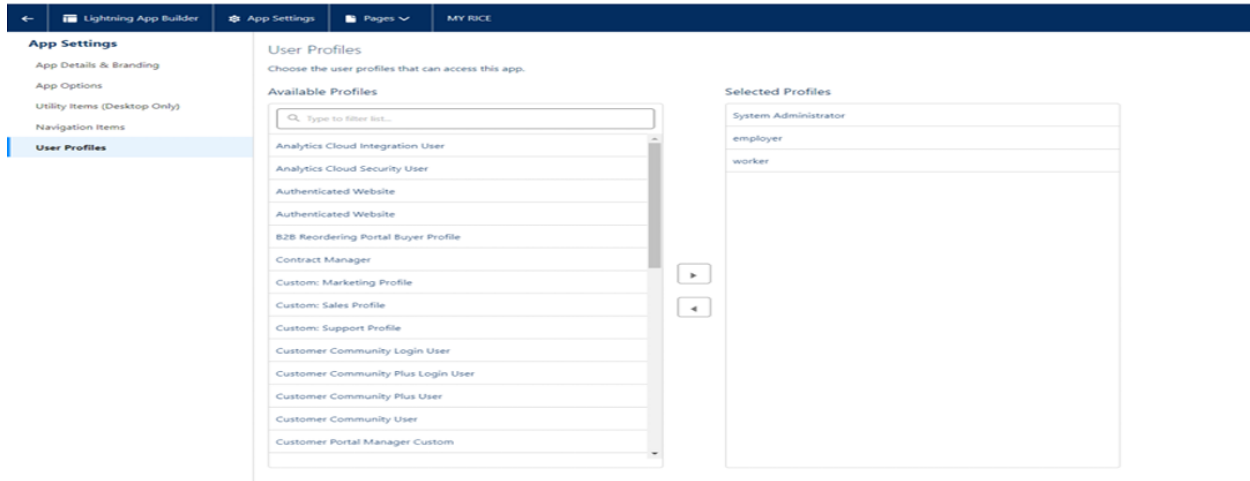 Lightning App Builder App Settings Pages MY RICE
App Settings
App Details & Branding
App Options
Utility Items (Desktop Only)
Navigation Items
User Profiles
User Profiles
Choose the user profiles that can access this app.
Available Profiles
Type to filter list...
Analytics Cloud Integration User
Analytics Cloud Security User
Authenticated Website
Authenticated Website
B2B Reordering Portal Buyer Profile
Contract Manager
Custom: Marketing Profile
Custom: Sales Profile
Custom: Support Profile
Customer Community Login User
Customer Community Plus Login User
Customer Community Plus User
Customer Community User
Customer Portal Manager Custom
Selected Profiles
System Administrator
employer
worker